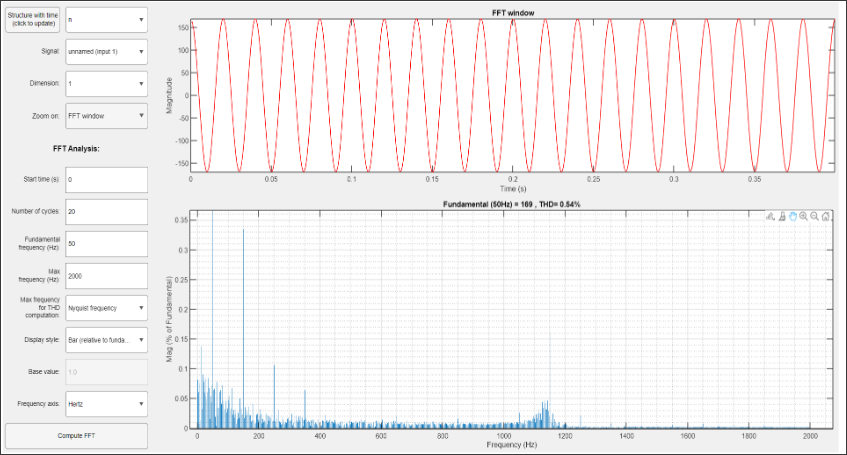 Structure with time
(click to update)
n
Signal:
unnamed (input 1)
Dimension:
1
Zoom on:
FFT window
FFT Analysis:
Start time (s):
0
Number of cycles:
20
Fundamental
frequency (Hz):
50
Max
frequency (Hz):
2000
Max frequency
for THD
computation:
Nyquist frequency
Display style:
Bar (relative to funda...
Base value:
1.0
Frequency axis:
Hertz
Compute FFT
FFT window
150
100
50
0
-50
-100
-150
Magnitude
0 0.05 0.1 0.15 0.2 0.25 0.3 0.35
Time (s)
Fundamental (50Hz) = 169 , THD= 0.54%
0.35
0.3
0.25
0.2
0.15
0.1
0.05
0
Mag (% of Fundamental)
0 200 400 600 800 1000 1200 1400 1600 1800 2000
Frequency (Hz)